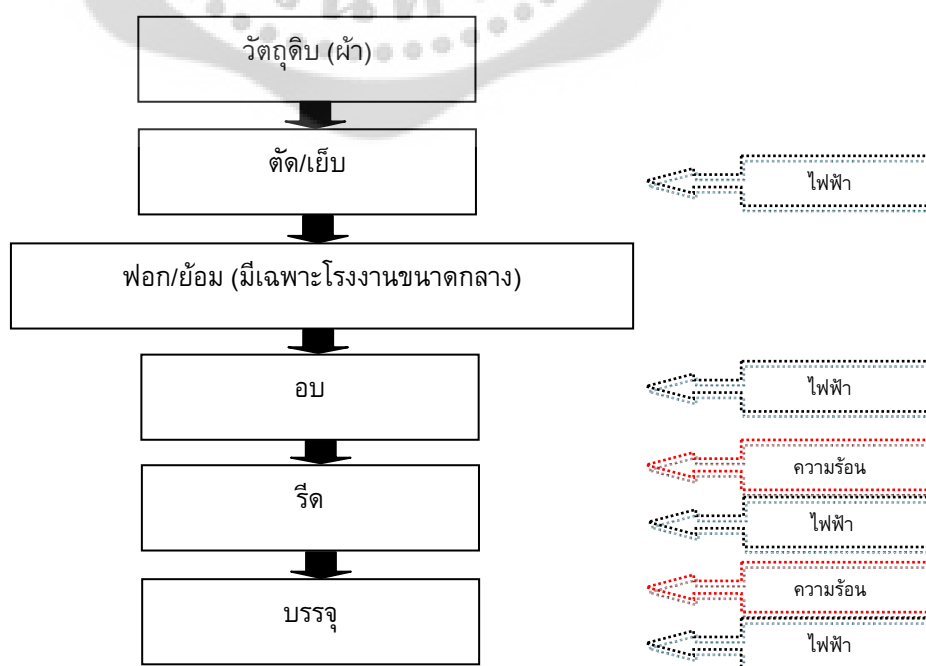 วัตถุดิบ (ผ้า)
ตัด/เย็บ
ไฟฟ้า
ฟอก/ย้อม (มีเฉพาะโรงงานขนาดกลาง)
อบ
ไฟฟ้า
ความร้อน
รีด
ไฟฟ้า
ความร้อน
บรรจุ
ไฟฟ้า